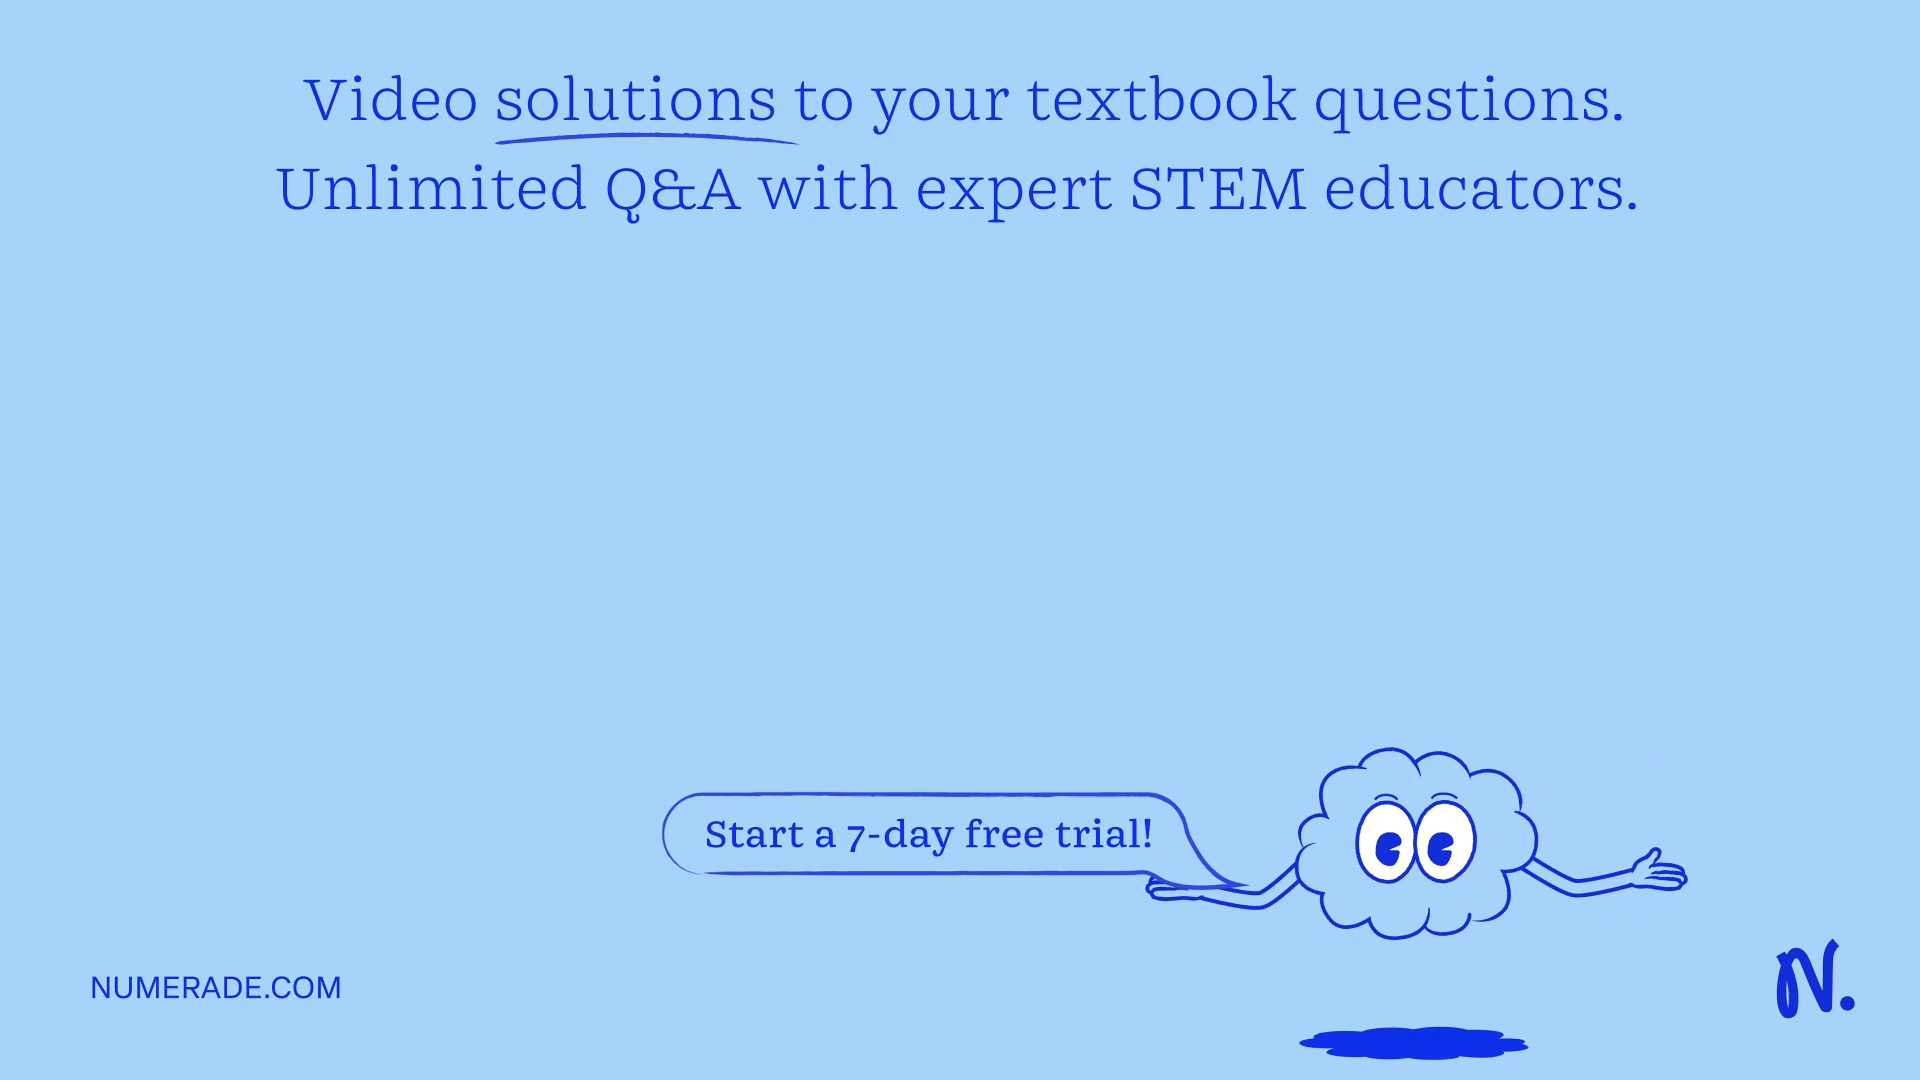 Video solutions to your textbook questions.
Unlimited Q&A with expert STEM educators.
Start a 7-day free trial!
NUMERADE.COM
N.